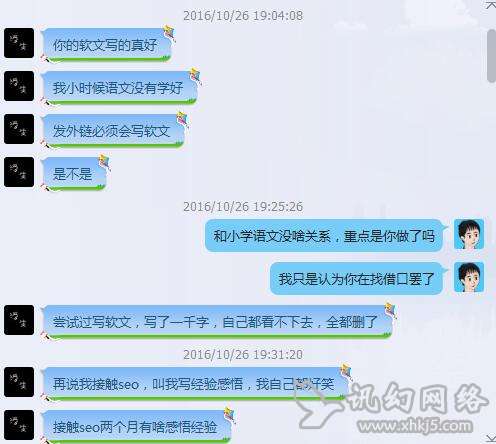 2016/10/26 19:04:08
你的软文写的真好
我小时候语文没有学好
发外链必须会写软文
是不是
2016/10/26 19:25:26
和小学语文没啥关系，重点是你做了吗
我只是认为你在找借口罢了
尝试过写软文，写了一千字，自己都看不下去，全都删了
2016/10/26 19:31:20
再说我接触seo，叫我写经验感悟，我自己都好笑
接触seo两个月有啥感悟经验
讯幻网络
www.xhkj5.com